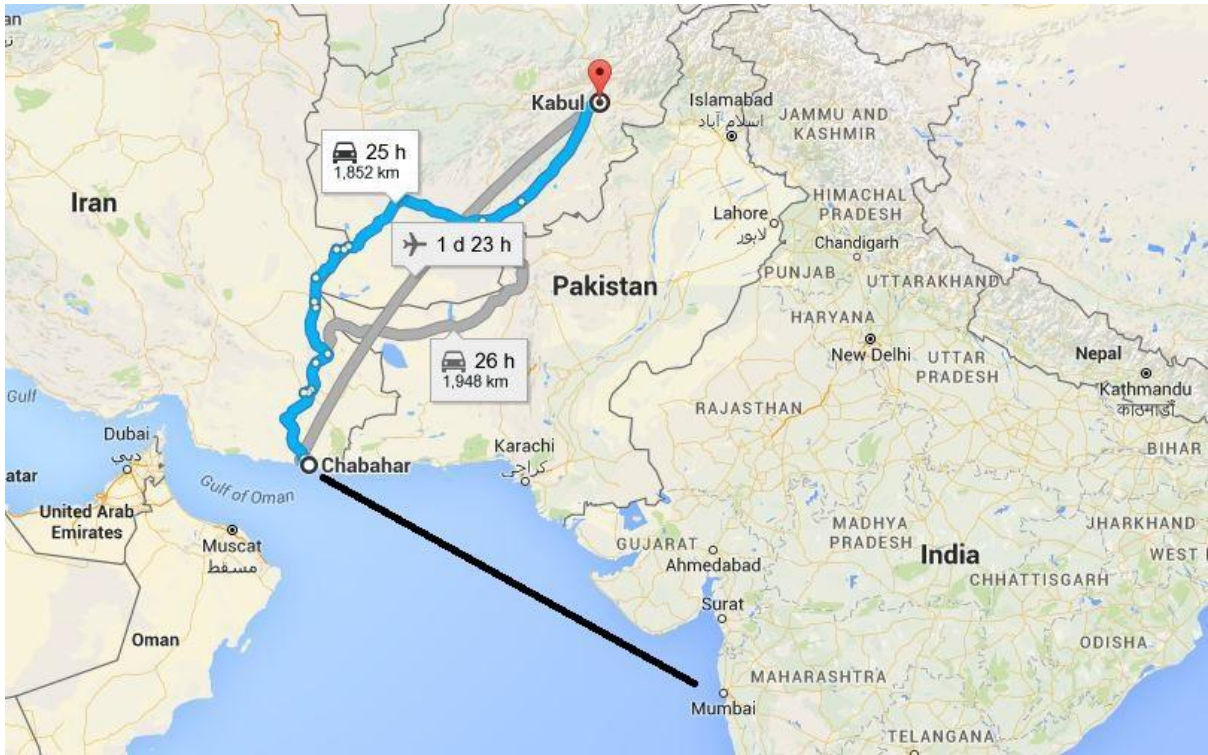 an
تن
Kabul
Islamabad
اسلام آباد
JAMMU AND
KASHMIR
25 h
1,852 km
Iran
HIMACHAL
PRADESH
Lahore
لاہور
Chandigarh
1 d 23 h
PUNJAB
UTTARAKHAND
Pakistan
HARYANA
New Delhi
UTTAR
PRADESH
Nepal
Kathmandu
काठमाडौं
26 h
1,948 km
Gulf
RAJASTHAN
BIHAR
Dubai
دبي
Karachi
كراچى
Chabahar
atar
Gulf of Oman
United Arab
Emirates
Muscat
مسقط
MADHYA
PRADESH
JHARKHAND
GUJARAT
Ahmedabad
India
WEST
CHHATTISGARH
Surat
Oman
ODISHA
MAHARASHTRA
Mumbai
TELANGANA